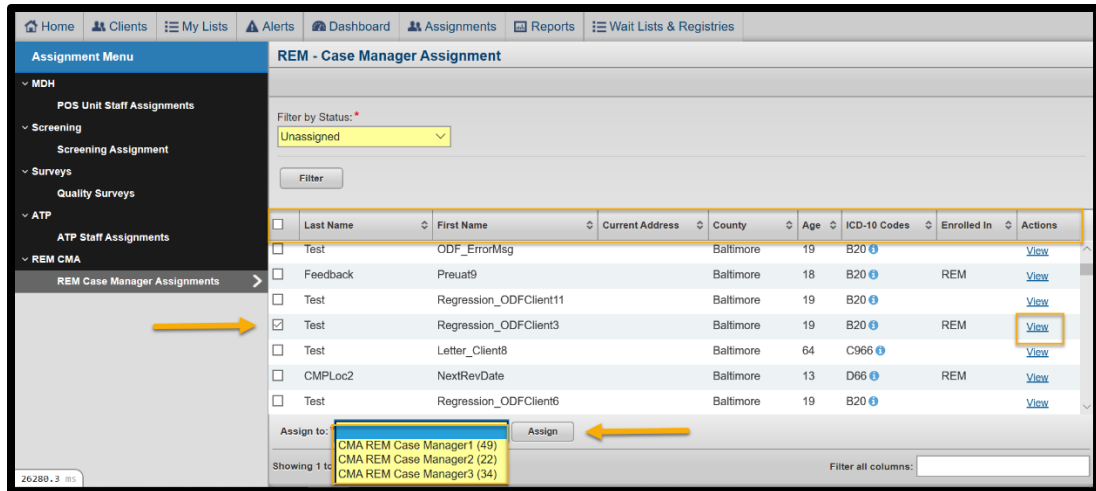 Home Clients My Lists Alerts Dashboard Assignments Reports Wait Lists & Registries
Assignment Menu
MDH
POS Unit Staff Assignments
Screening
Screening Assignment
Surveys
Quality Surveys
ATP
ATP Staff Assignments
REM CMA
REM Case Manager Assignments
REM - Case Manager Assignment
Filter by Status:*
Unassigned
Filter
Last Name First Name Current Address County Age ICD-10 Codes Enrolled In Actions
Test ODF_ErrorMsg Baltimore 19 B20 View
Feedback Preuat9 Baltimore 18 B20 REM View
Test Regression_ODFClient11 Baltimore 19 B20 View
Test Regression_ODFClient3 Baltimore 19 B20 REM View
Test Letter_Client8 Baltimore 64 C966 View
CMPLoc2 NextRevDate Baltimore 13 D66 REM View
Test Regression_ODFClient6 Baltimore 19 B20 View
Assign to: Assign
CMA REM Case Manager1 (49)
CMA REM Case Manager2 (22)
CMA REM Case Manager3 (34)
Showing 1 to Filter all columns:
26280.3 ms